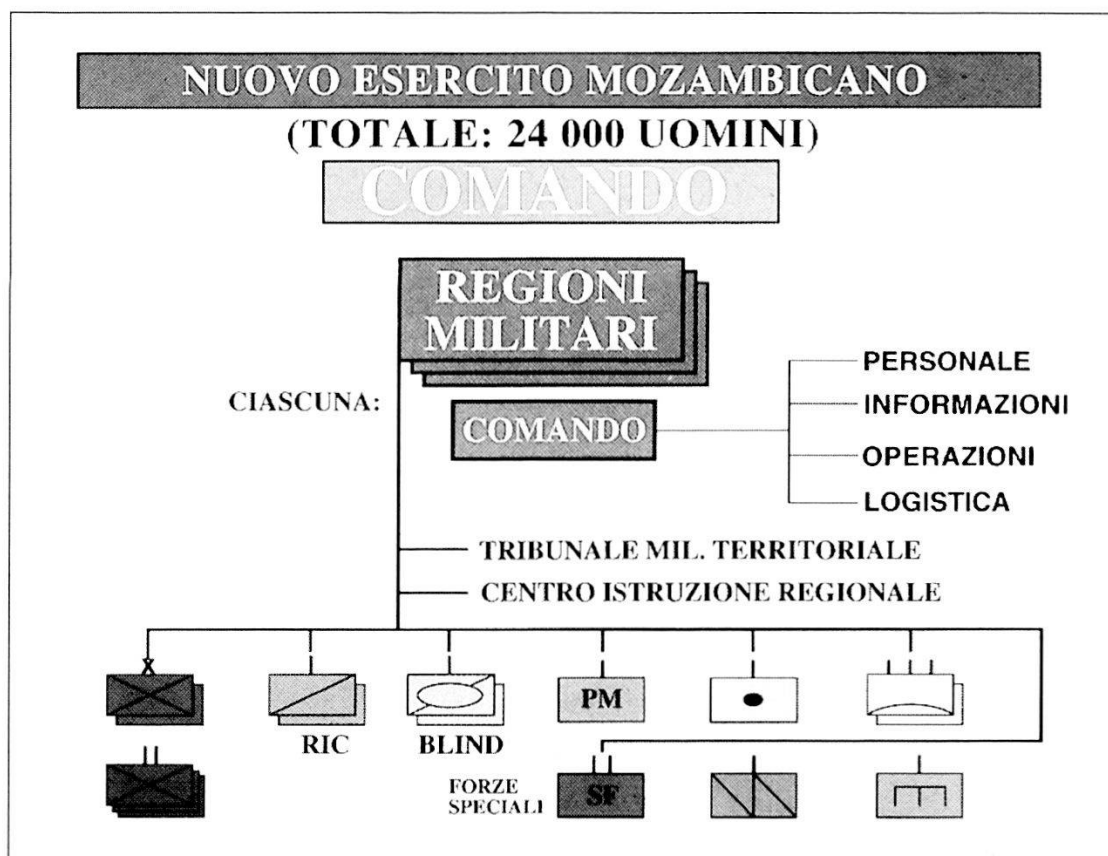 NUOVO ESERCITO MOZAMBICANO
(TOTALE: 24 000 UOMINI)
COMANDO
REGIONI
MILITARI
CIASCUNA:
COMANDO
PERSONALE
INFORMAZIONI
OPERAZIONI
LOGISTICA
TRIBUNALE MIL. TERRITORIALE
CENTRO ISTRUZIONE REGIONALE
X
PM
RIC
BLIND
FORZE
SPECIALI
SF